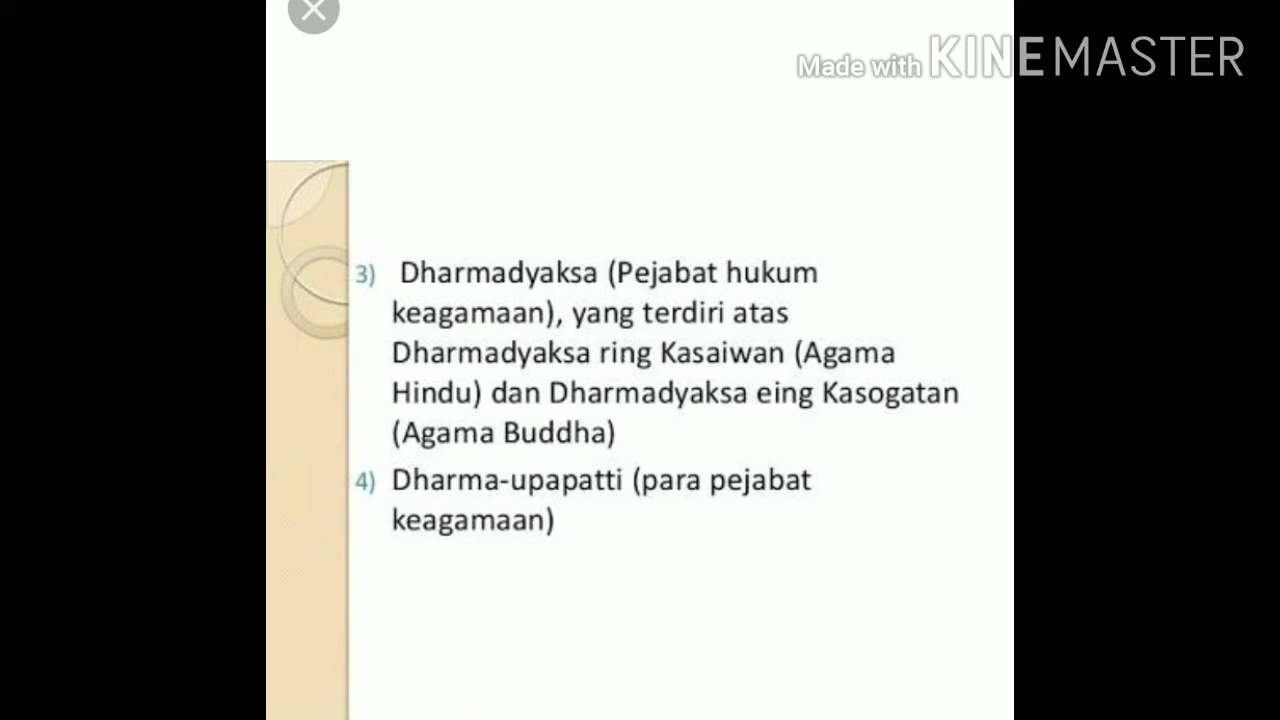 Made with KINEMASTER
3) Dharmadyaksa (Pejabat hukum
keagamaan), yang terdiri atas
Dharmadyaksa ring Kasaiwan (Agama
Hindu) dan Dharmadyaksa eing Kasogatan
(Agama Buddha)
4) Dharma-upapatti (para pejabat
keagamaan)